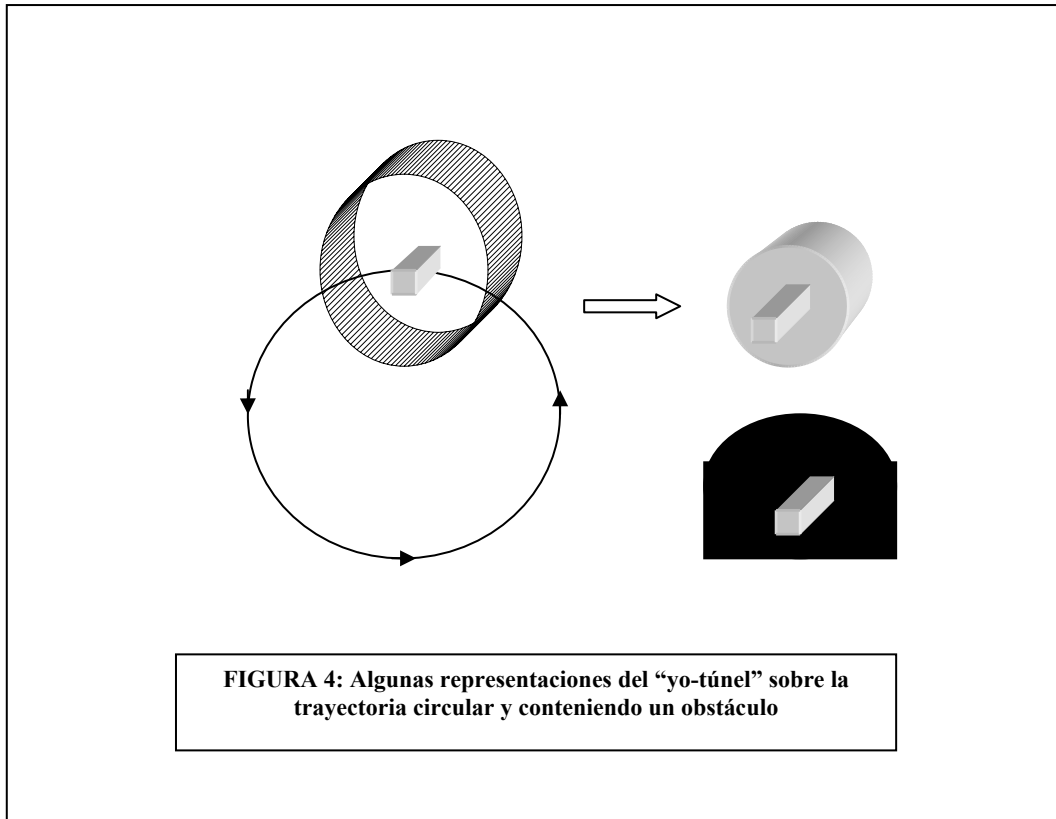 FIGURA 4: Algunas representaciones del “yo-túnel” sobre la
trayectoria circular y conteniendo un obstáculo